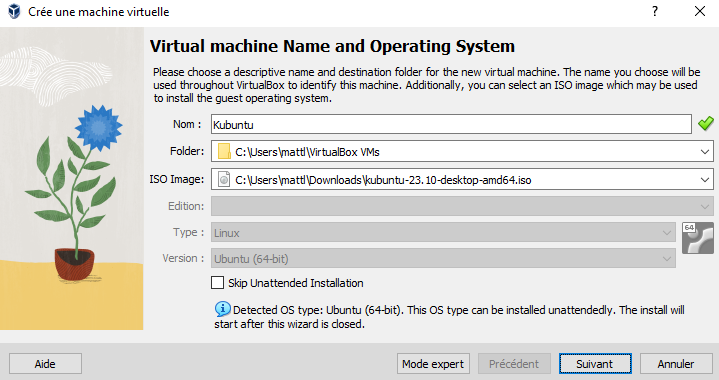 Crée une machine virtuelle
Virtual machine Name and Operating System
Please choose a descriptive name and destination folder for the new virtual machine. The name you choose will be
used throughout VirtualBox to identify this machine. Additionally, you can select an ISO image which may be used
to install the guest operating system.
Nom : Kubuntu
Folder: C:\Users\mattl\VirtualBox VMs
ISO Image: C:\Users\mattl\Downloads\kubuntu-23.10-desktop-amd64.iso
Edition:
Type : Linux
64
Version : Ubuntu (64-bit)
Skip Unattended Installation
Detected OS type: Ubuntu (64-bit). This OS type can be installed unattendedly. The install will
start after this wizard is closed.
Aide Mode expert Précédent Suivant Annuler